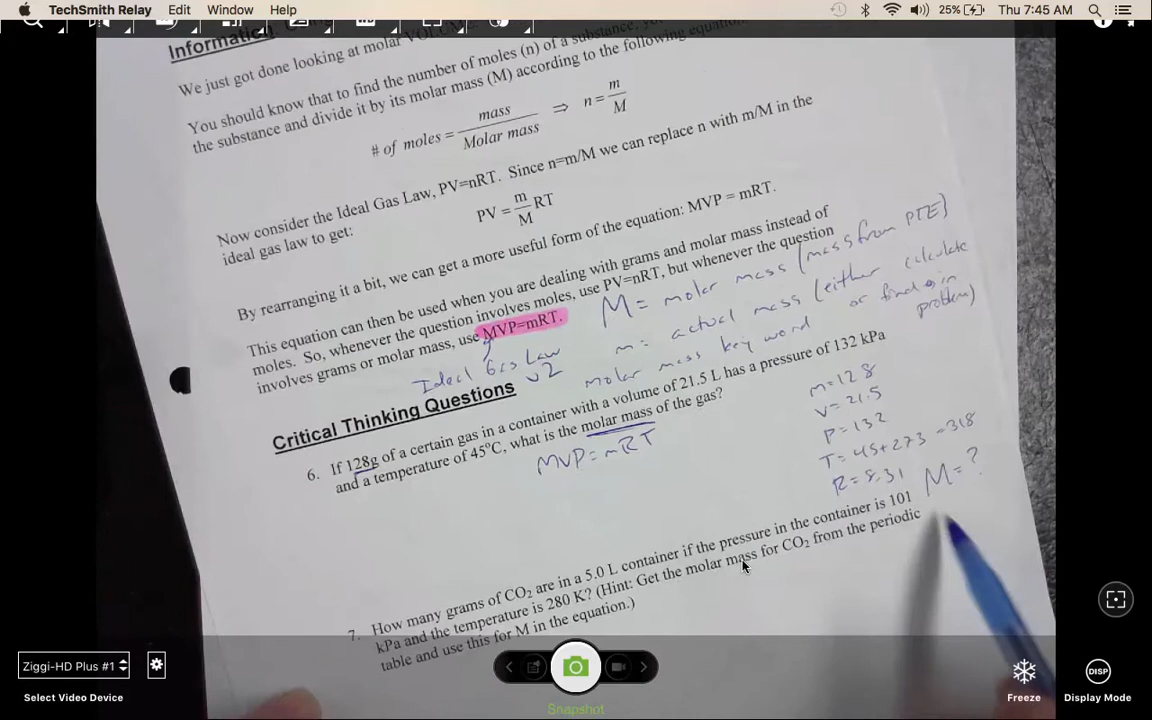 TechSmith Relay Edit Window Help 25% Thu 7:45 AM
We just got done looking at molar
You should know that to find the number of moles (n) of a substance,
the substance and divide it by its molar mass (M) according to the following
# of moles = mass / Molar mass ⇒ n = m / M
Now consider the Ideal Gas Law, PV=nRT. Since n=m/M we can replace n with m/M in the
ideal gas law to get:
PV = m/M RT
By rearranging it a bit, we can get a more useful form of the equation: MVP = mRT.
This equation can then be used when you are dealing with grams and molar mass instead of
moles. So, whenever the question involves moles, use PV=nRT, but whenever the question
involves grams or molar mass, use MVP=mRT.
M = molar mass (mass from PTE)
m = actual mass (either calculate
or find in
problem)
molar mass key word
Ideal Gas Law
v2
Critical Thinking Questions
6. If 128g of a certain gas in a container with a volume of 21.5 L has a pressure of 132 kPa
and a temperature of 45°C, what is the molar mass of the gas?
MVP = mRT
m=128
V=21.5
P=132
T=45+273=318
R=8.31
M=?
7. How many grams of CO₂ are in a 5.0 L container if the pressure in the container is 101
kPa and the temperature is 280 K? (Hint: Get the molar mass for CO₂ from the periodic
table and use this for M in the equation.)
Ziggi-HD Plus #1
Select Video Device
Snapshot
Freeze
DISP
Display Mode